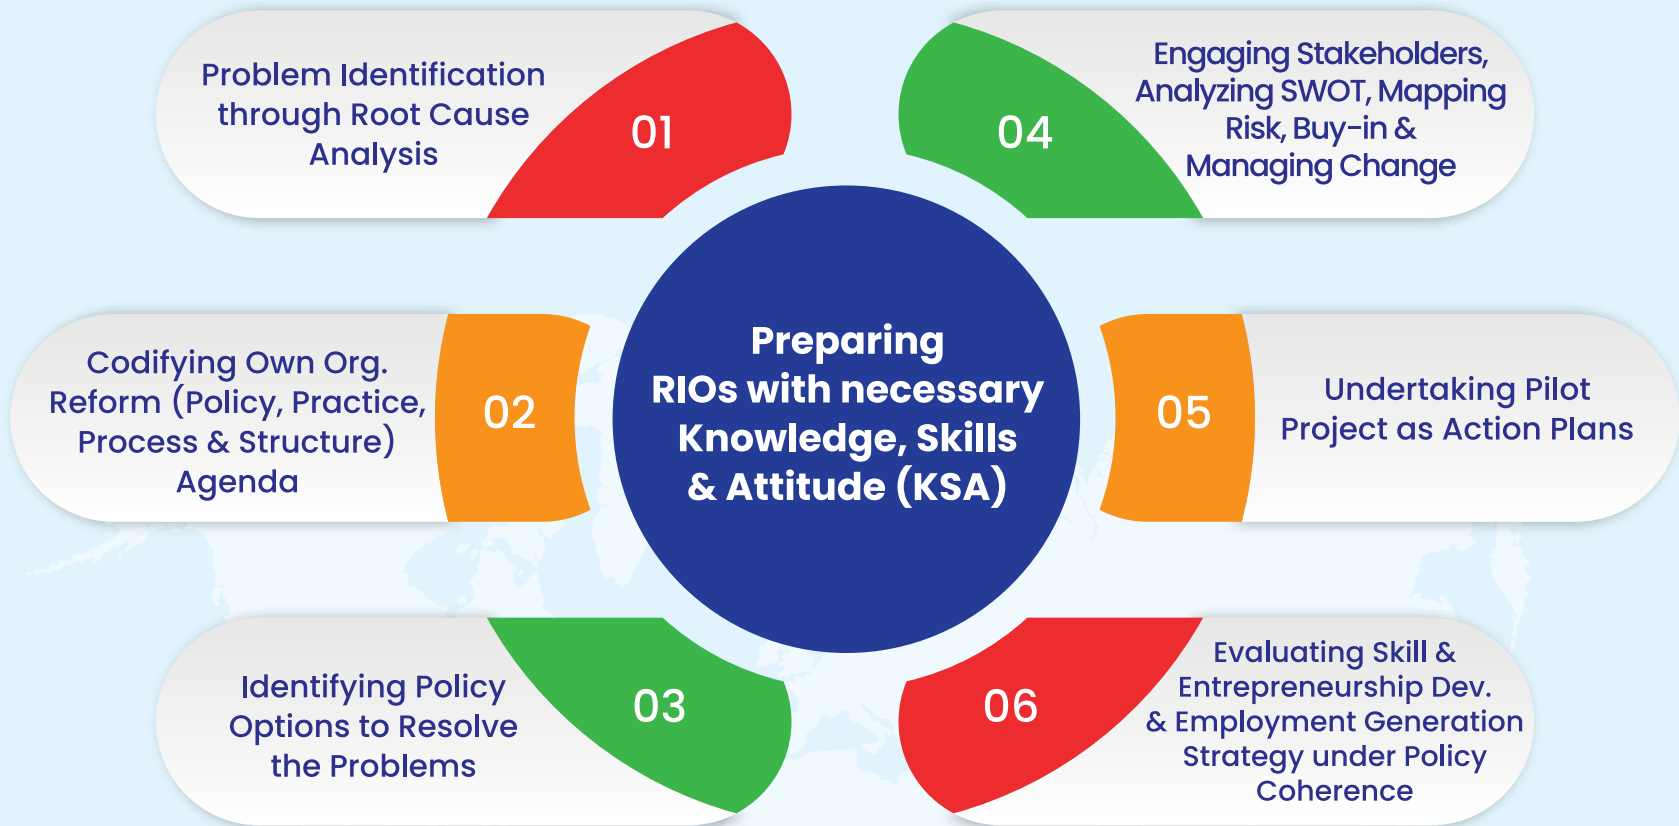 Problem Identification
through Root Cause
Analysis
01
Codifying Own Org.
Reform (Policy, Practice,
Process & Structure)
Agenda
02
Identifying Policy
Options to Resolve
the Problems
03
Preparing
RIOs with necessary
Knowledge, Skills
& Attitude (KSA)
04
Engaging Stakeholders,
Analyzing SWOT, Mapping
Risk, Buy-in &
Managing Change
05
Undertaking Pilot
Project as Action Plans
06
Evaluating Skill &
Entrepreneurship Dev.
& Employment Generation
Strategy under Policy
Coherence